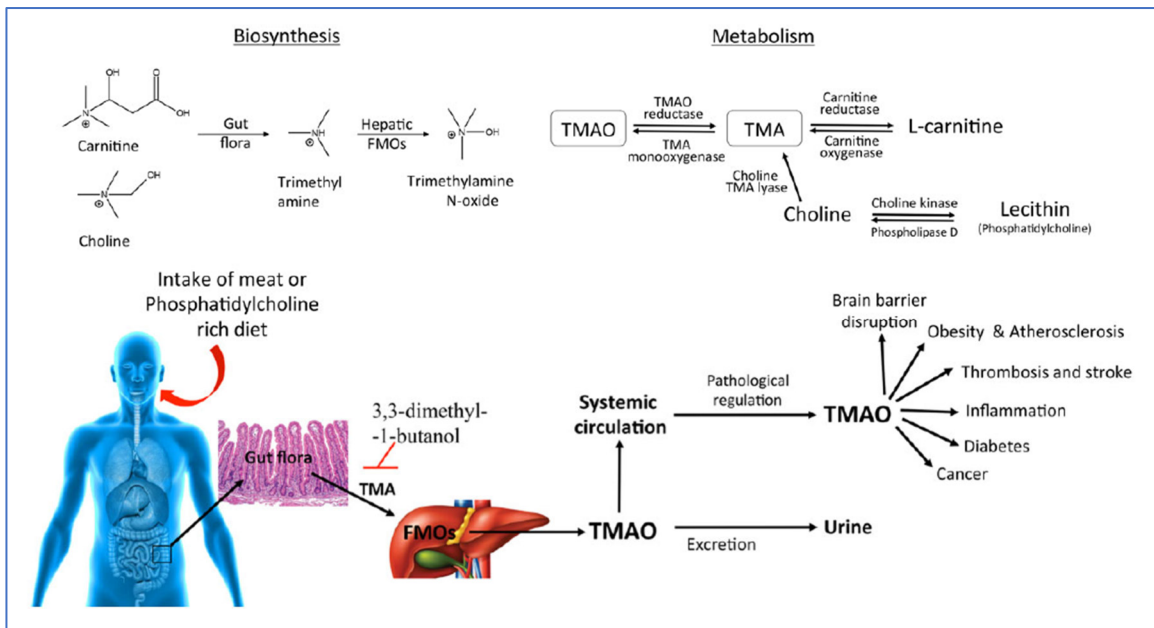 Biosynthesis
OH
O
N
⊕
OH
Carnitine
OH
N
⊕
Choline
Gut
flora
NH
⊕
Trimethyl
amine
Hepatic
FMOs
N
OH
⊕
Trimethylamine
N-oxide
Metabolism
TMAO
TMAO
reductase
TMA
monooxygenase
TMA
Carnitine
reductase
Carnitine
oxygenase
L-carnitine
Choline
TMA lyase
Choline
Choline kinase
Phospholipase D
Lecithin
(Phosphatidylcholine)
Intake of meat or
Phosphatidylcholine
rich diet
Gut flora
3,3-dimethyl-
-1-butanol
TMA
FMOs
TMAO
Systemic
circulation
Excretion
Urine
Pathological
regulation
TMAO
Brain barrier
disruption
Obesity & Atherosclerosis
Thrombosis and stroke
Inflammation
Diabetes
Cancer